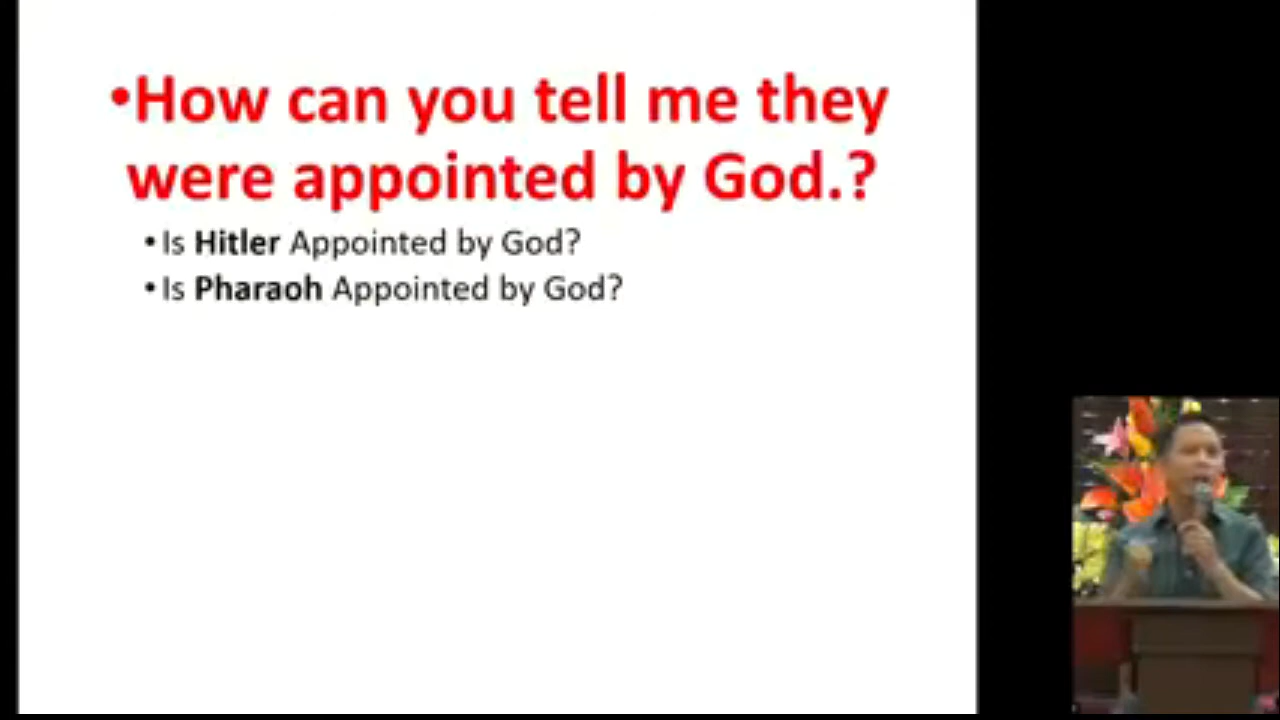 •How can you tell me they
were appointed by God.?
•Is Hitler Appointed by God?
•Is Pharaoh Appointed by God?